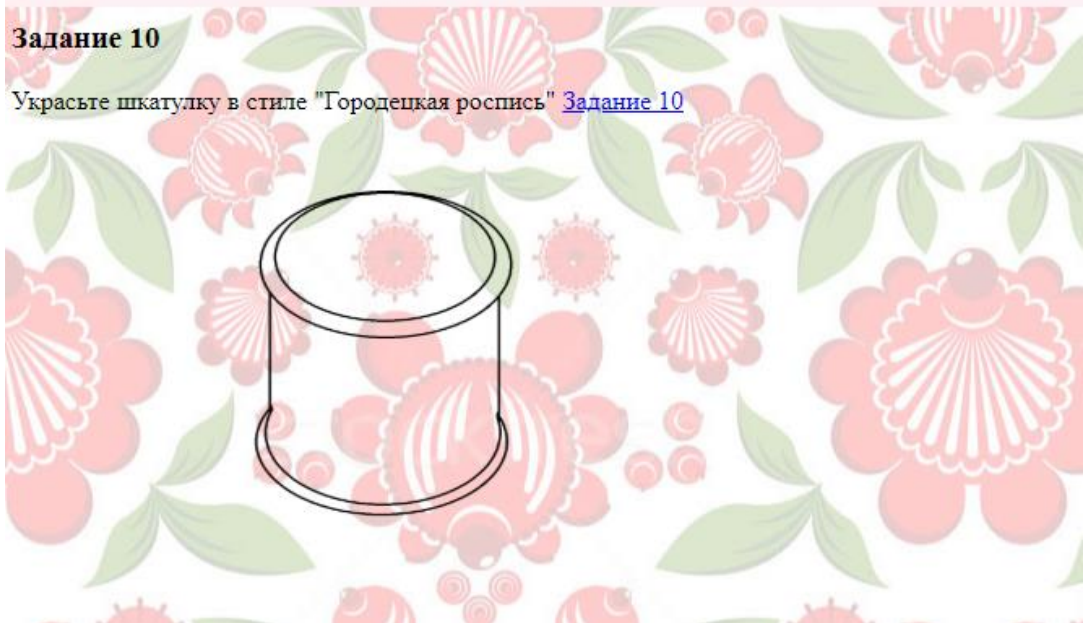 Задание 10
Украсьте шкатулку в стиле "Городецкая роспись" Задание 10